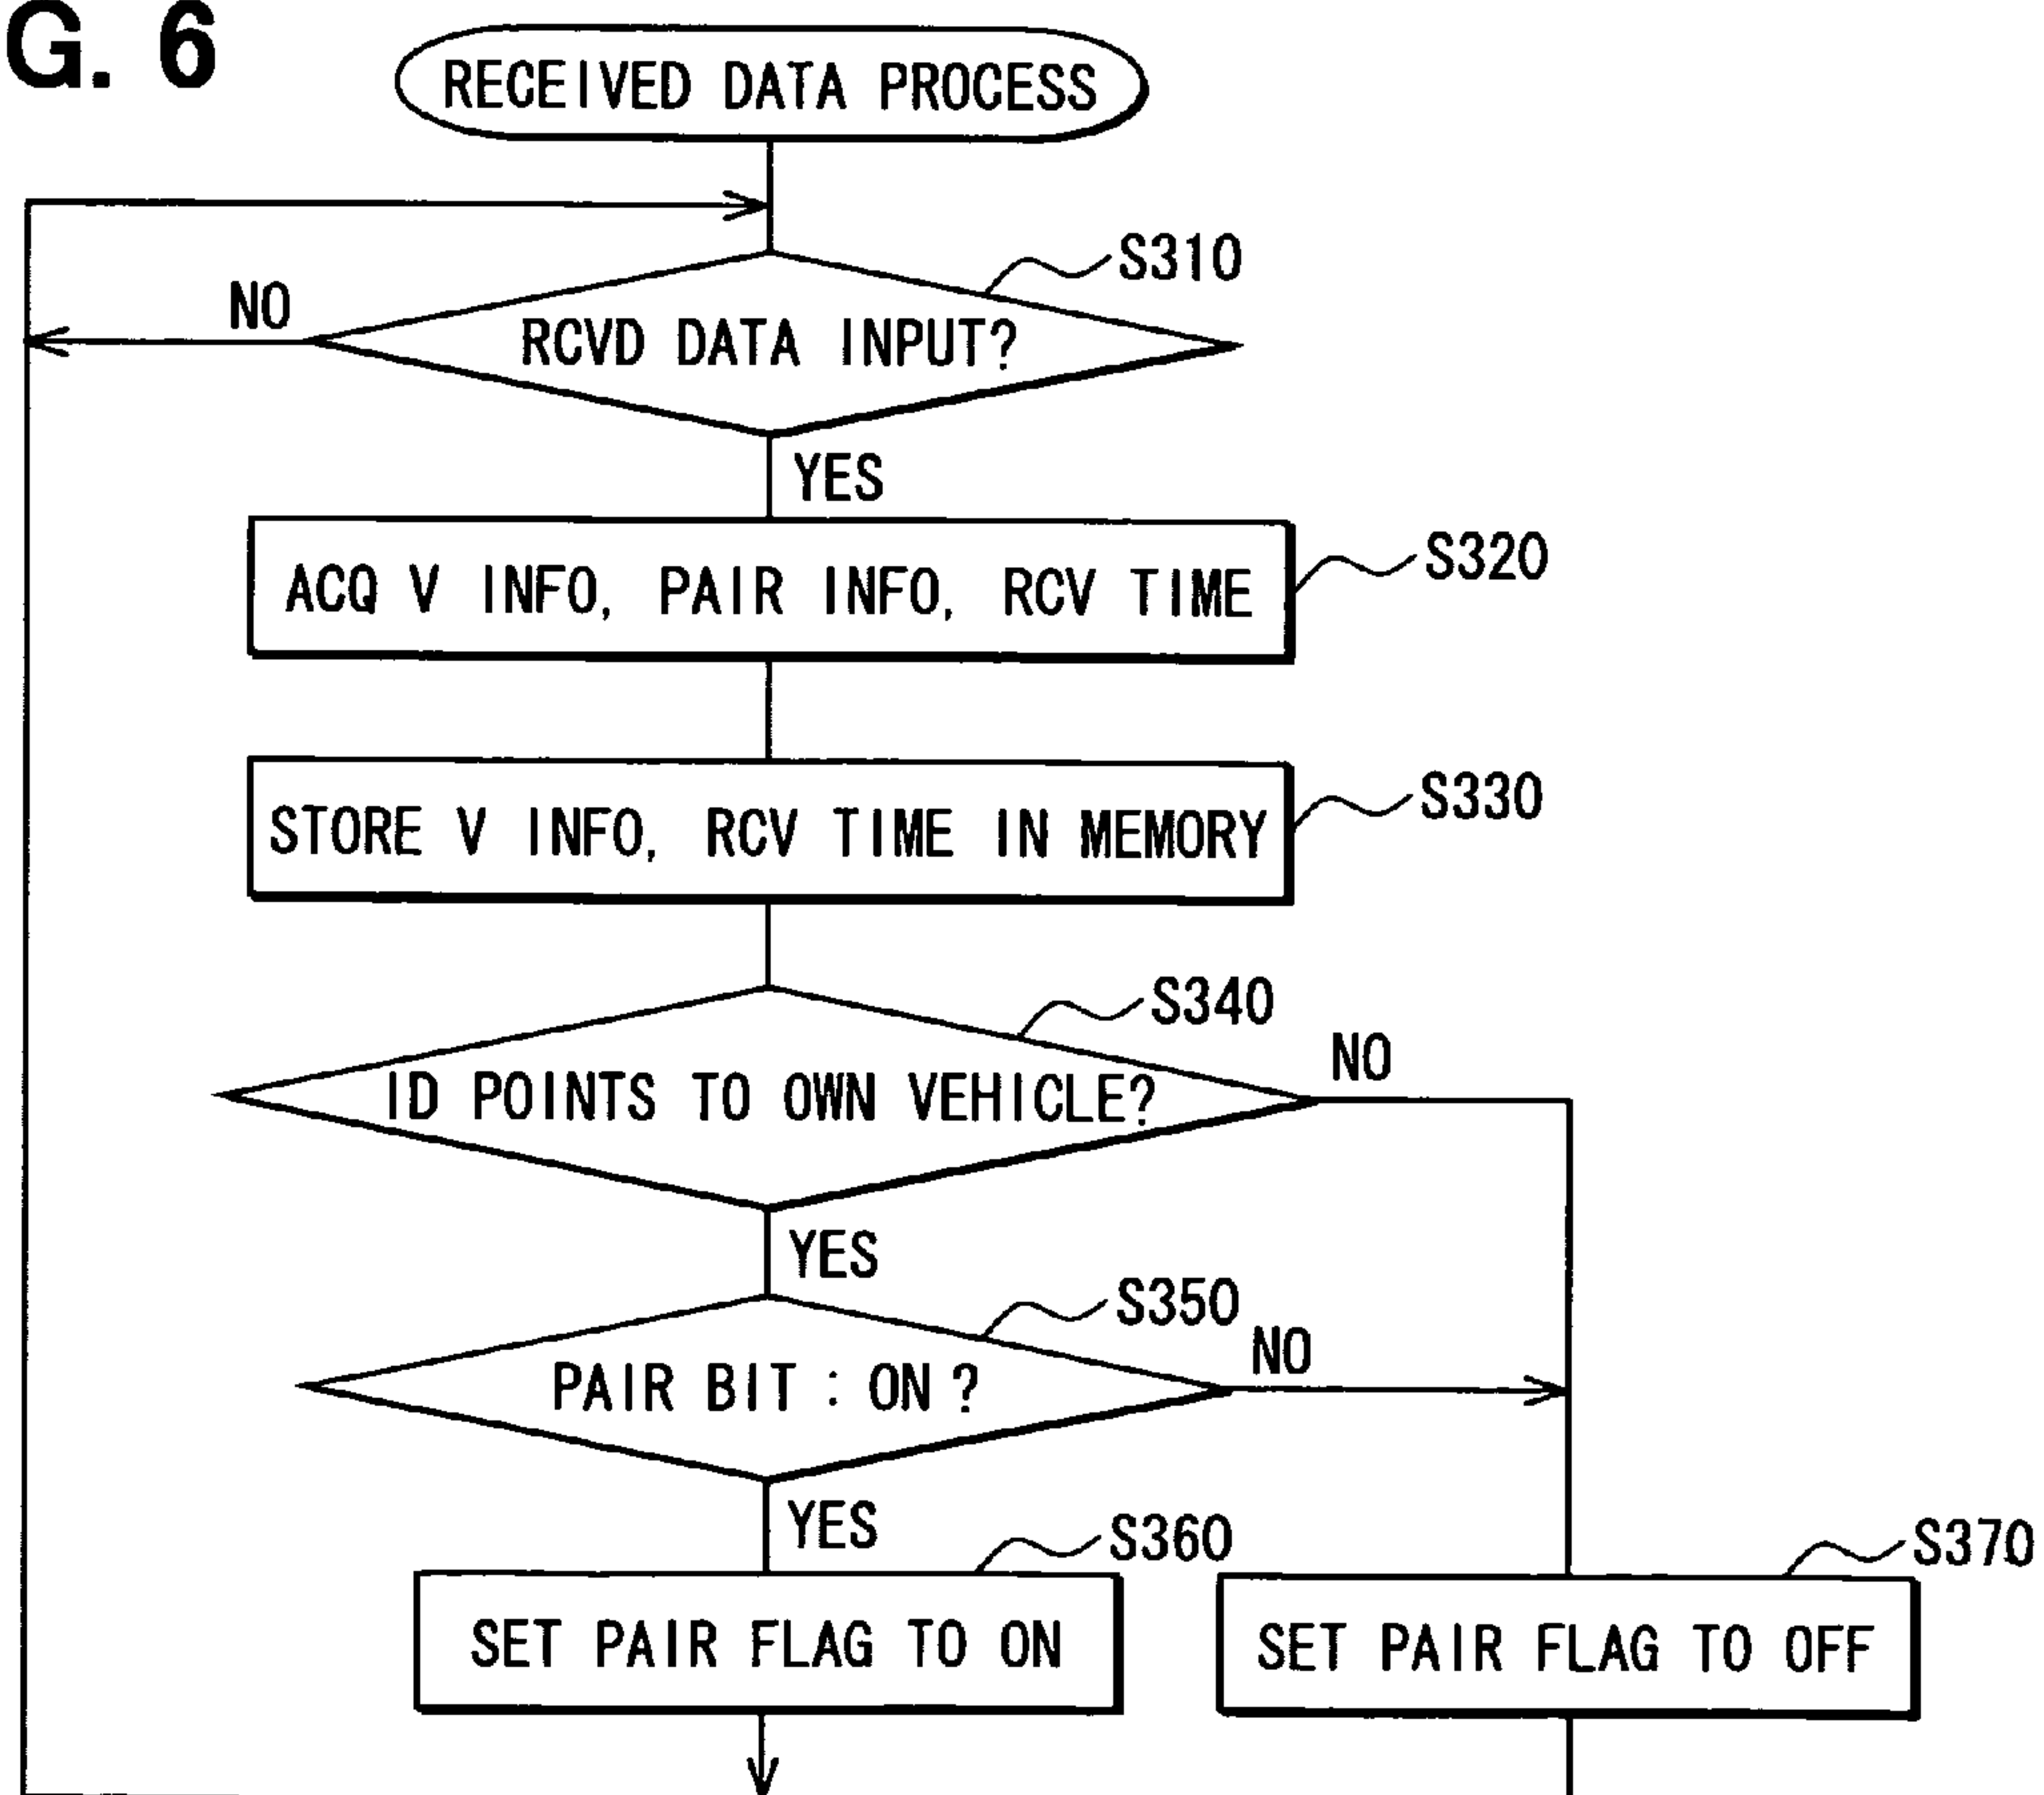 G. 6
RECEIVED DATA PROCESS
S310
NO
RCVD DATA INPUT?
YES
S320
ACQ V INFO, PAIR INFO, RCV TIME
S330
STORE V INFO, RCV TIME IN MEMORY
S340
NO
ID POINTS TO OWN VEHICLE?
YES
S350
NO
PAIR BIT : ON ?
YES
S360
S370
SET PAIR FLAG TO ON
SET PAIR FLAG TO OFF